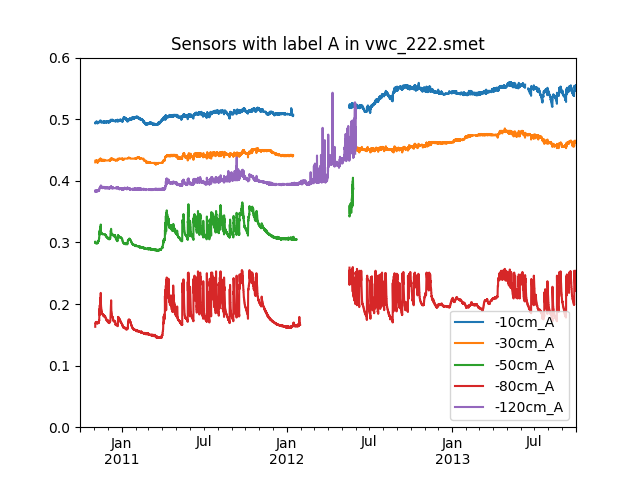 Sensors with label A in vwc_222.smet
0.6
0.5
0.4
0.3
0.2
0.1
0.0
-10cm_A
-30cm_A
-50cm_A
-80cm_A
-120cm_A
Jan Jul Jan Jul Jan Jul
2011 2012 2013